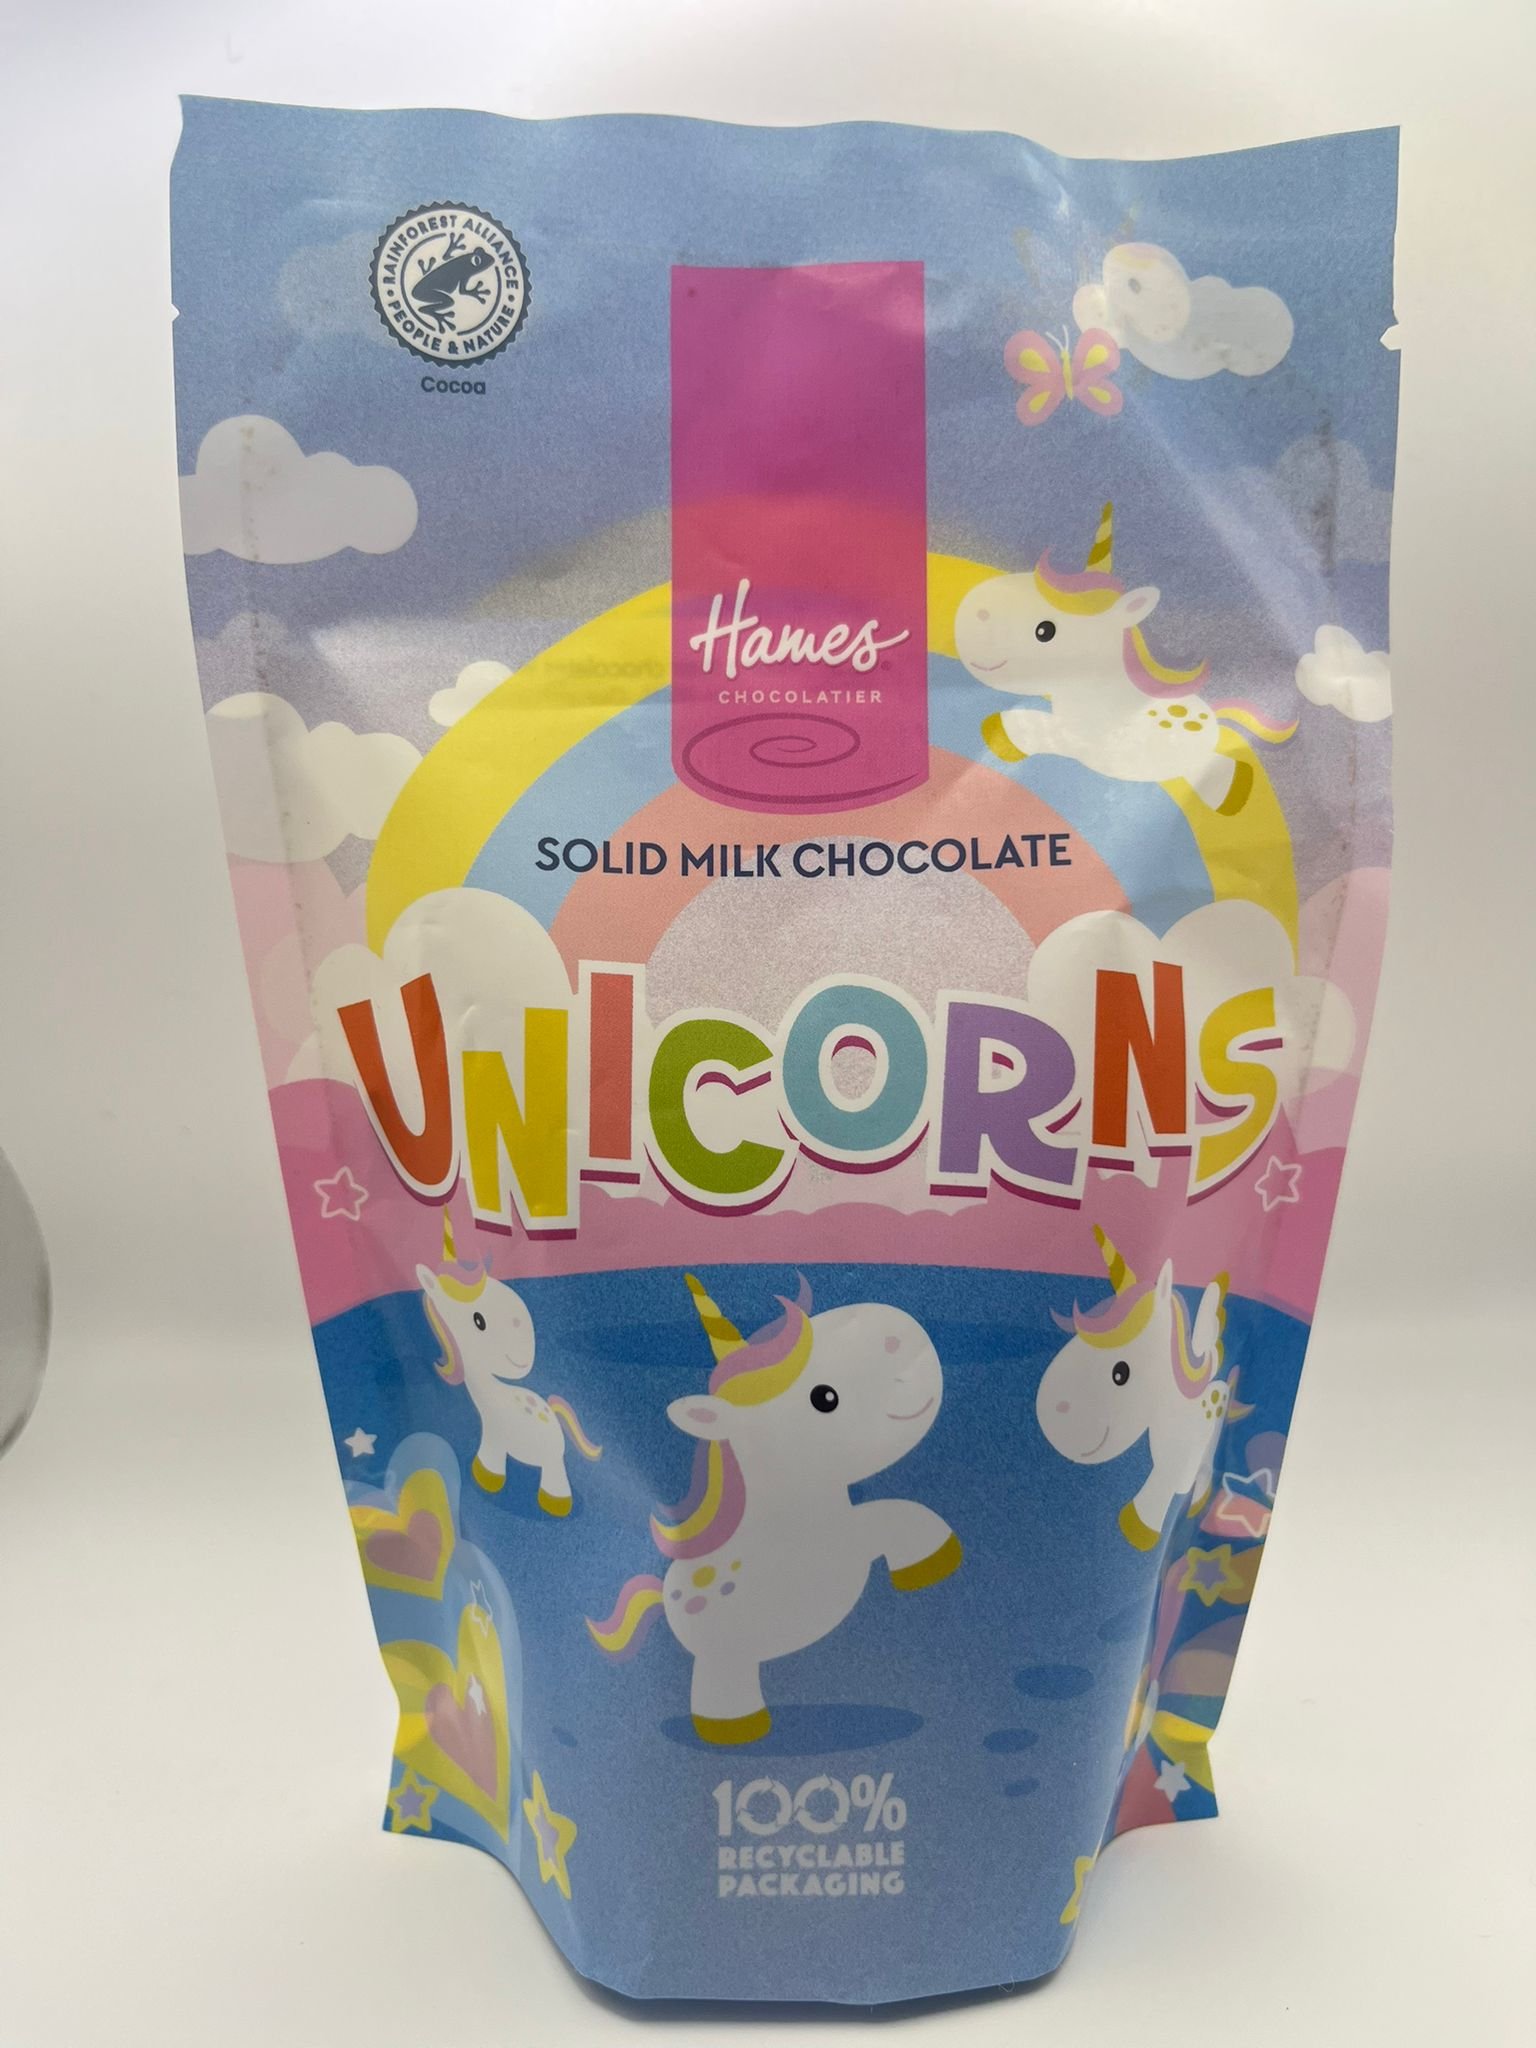 RAINFOREST ALLIANCE
PEOPLE & NATURE
Cocoa
Hames
CHOCOLATIER
SOLID MILK CHOCOLATE
UNICORNS
100%
RECYCLABLE
PACKAGING